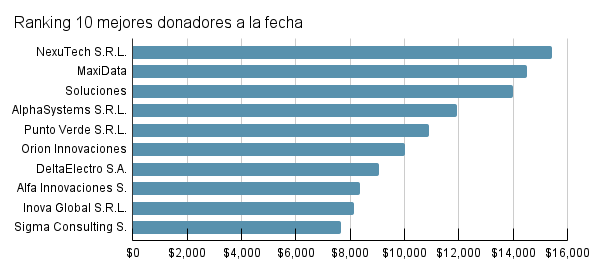 Ranking 10 mejores donadores a la fecha
NexuTech S.R.L.
MaxiData
Soluciones
AlphaSystems S.R.L.
Punto Verde S.R.L.
Orion Innovaciones
DeltaElectro S.A.
Alfa Innovaciones S.
Inova Global S.R.L.
Sigma Consulting S.
$0 $2,000 $4,000 $6,000 $8,000 $10,000 $12,000 $14,000 $16,000